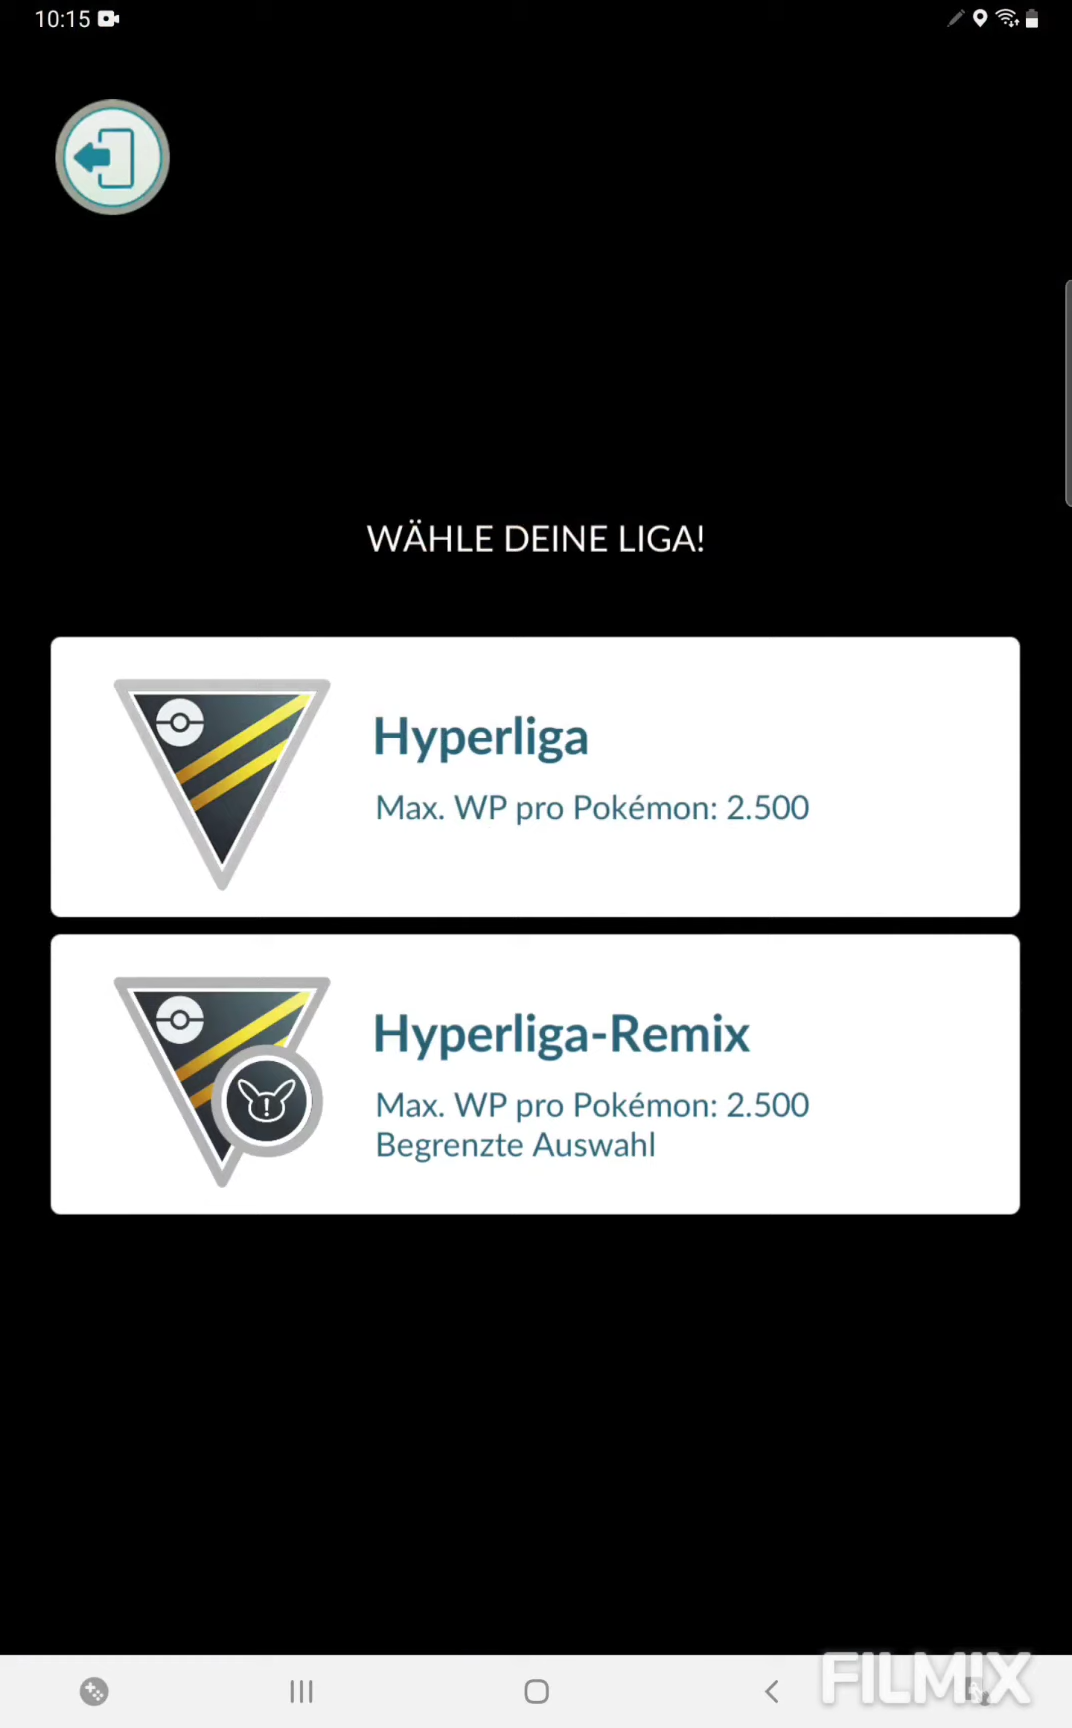 10:15
WÄHLE DEINE LIGA!
Hyperliga
Max. WP pro Pokémon: 2.500
Hyperliga-Remix
Max. WP pro Pokémon: 2.500
Begrenzte Auswahl
FILMIX